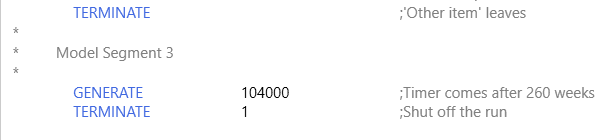 TERMINATE ;'Other item' leaves
*
* Model Segment 3
*
GENERATE 104000 ;Timer comes after 260 weeks
TERMINATE 1 ;Shut off the run